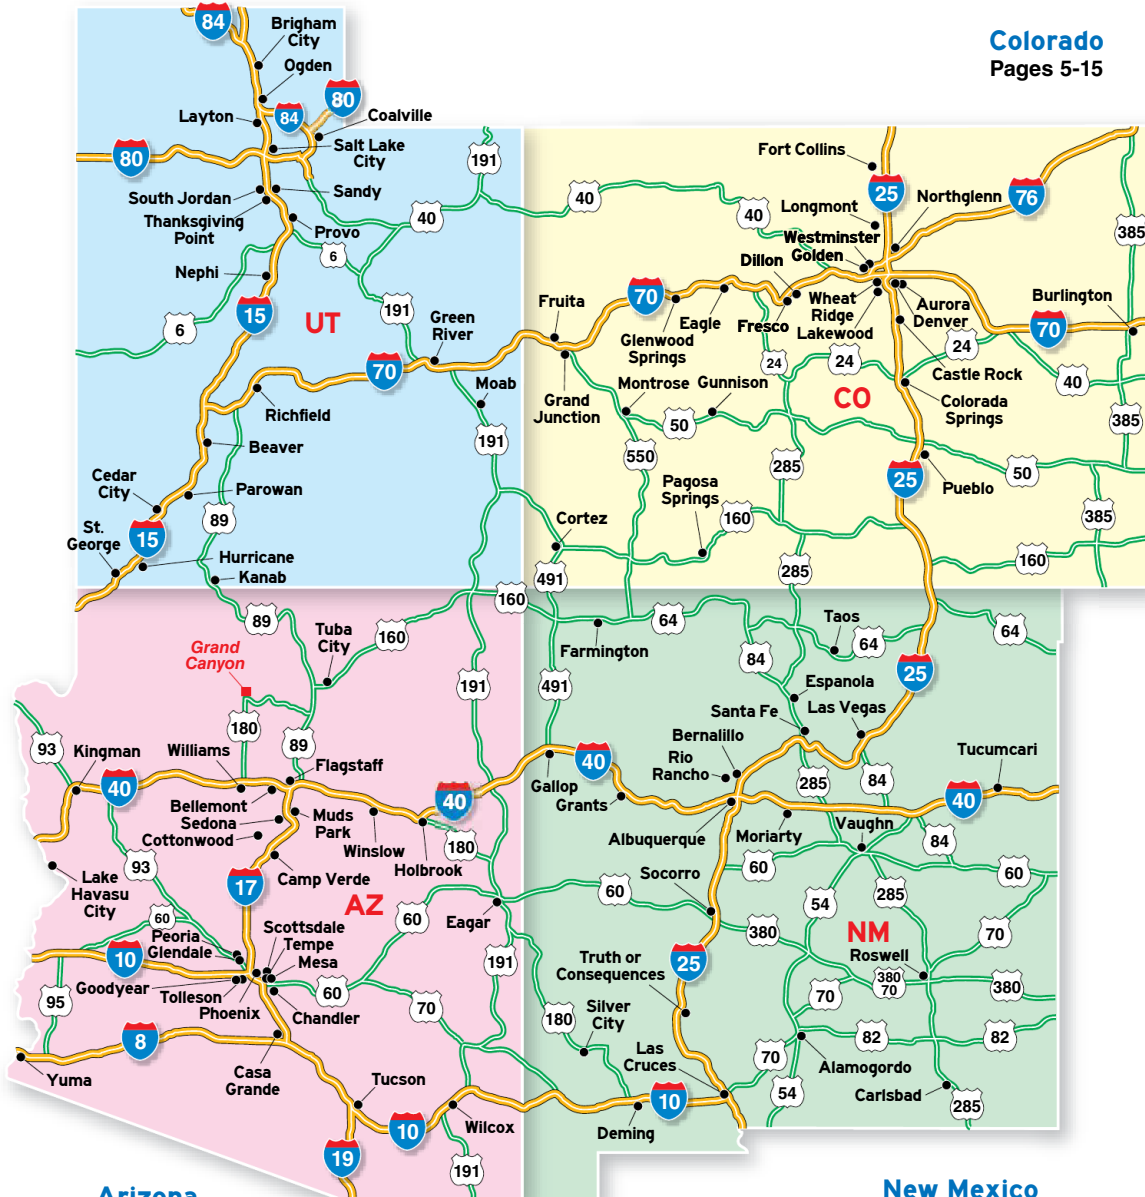 84
Brigham
City
Ogden
Colorado
Pages 5-15
80
84
Layton
Coalville
80
Salt Lake
City
191
Fort Collins
South Jordan
Sandy
40
25
Northglenn
76
Thanksgiving
Point
40
40
Longmont
385
Provo
6
Westminster
Golden
Nephi
Dillon
15
UT
191
Fruita
70
Wheat
Ridge
Lakewood
Aurora
Denver
Burlington
6
Green
River
Glenwood
Springs
Eagle
Fresco
70
70
Moab
24
24
24
Castle Rock
40
Richfield
Grand
Junction
Montrose
Gunnison
CO
Colorada
Springs
50
385
Beaver
191
550
285
25
50
Cedar
City
Parowan
Pagosa
Springs
Pueblo
St.
George
15
89
Cortez
160
385
Hurricane
Kanab
491
285
160
160
89
Tuba
City
160
64
Taos
64
64
Grand
Canyon
Farmington
84
25
191
491
Espanola
180
Santa Fe
Las Vegas
93
Kingman
Williams
89
Flagstaff
Bernalillo
Rio
Rancho
Tucumcari
40
40
40
Gallop
Grants
285
84
40
Bellemont
Sedona
Cottonwood
Muds
Park
Winslow
Holbrook
180
Albuquerque
Moriarty
Vaughn
84
93
Camp Verde
60
60
Lake
Havasu
City
17
AZ
60
Socorro
54
285
60
60
Eagar
380
NM
70
Peoria
Glendale
Scottsdale
Tempe
Mesa
Roswell
10
191
Truth or
Consequences
25
380
70
380
Goodyear
Tolleson
Phoenix
60
Chandler
70
70
95
180
Silver
City
82
82
8
Las
Cruces
70
Alamogordo
Yuma
Casa
Grande
Tucson
54
Carlsbad
285
10
10
Wilcox
Deming
19
191
Arizona
New Mexico